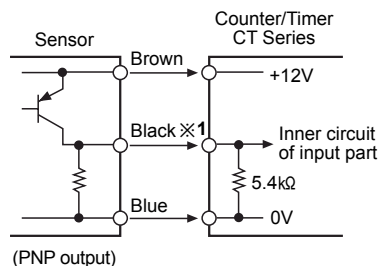 Counter/Timer
CT Series
Sensor
Brown
+12V
Black ※1
Inner circuit
of input part
5.4kΩ
Blue
0V
(PNP output)